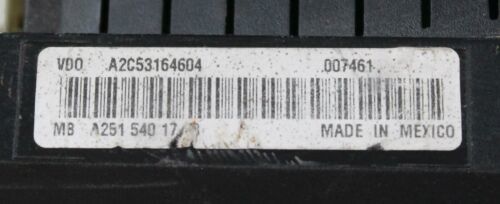 VDO A2C53164604 007461
MB A251 540 17
MADE IN MEXICO